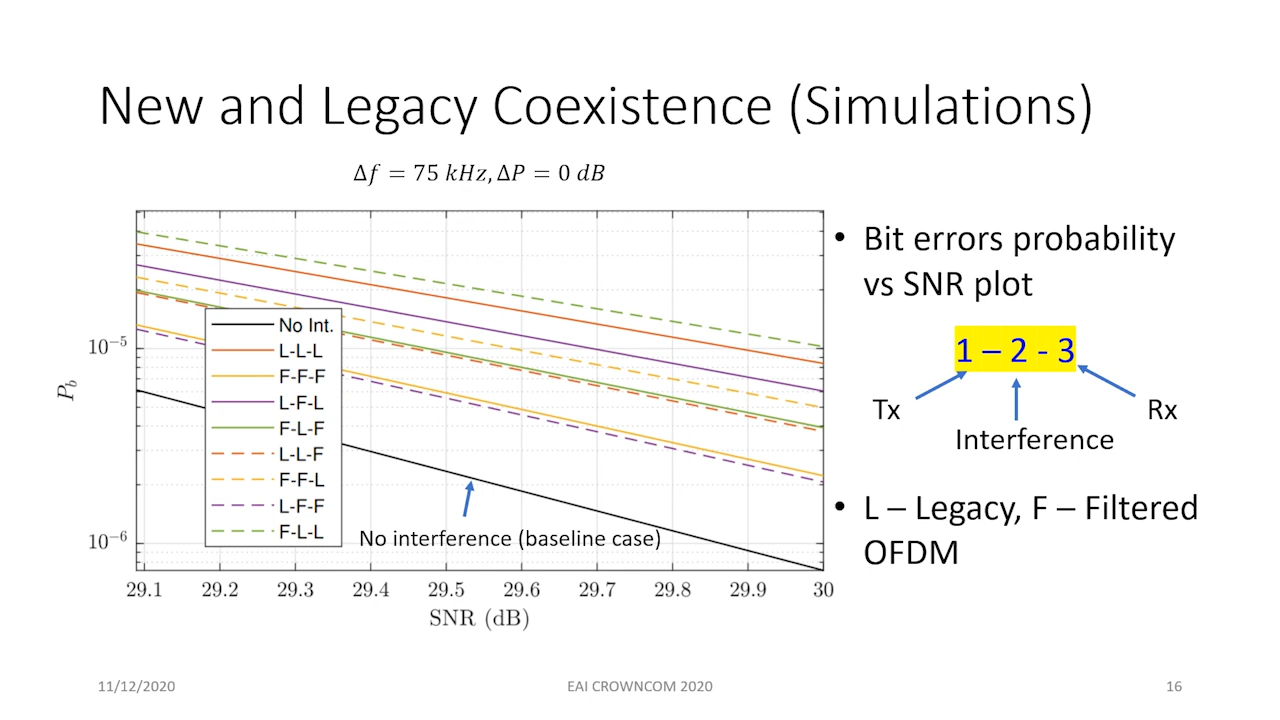 New and Legacy Coexistence (Simulations)
Δf = 75 kHz, ΔP = 0 dB
10⁻⁵
10⁻⁶
P_b
No Int.
L-L-L
F-F-F
L-F-L
F-L-F
L-L-F
F-F-L
L-F-F
F-L-L
No interference (baseline case)
29.1 29.2 29.3 29.4 29.5 29.6 29.7 29.8 29.9 30
SNR (dB)
• Bit errors probability
vs SNR plot
1 – 2 - 3
Tx
Rx
Interference
• L – Legacy, F – Filtered
OFDM
11/12/2020
EAI CROWNCOM 2020
16